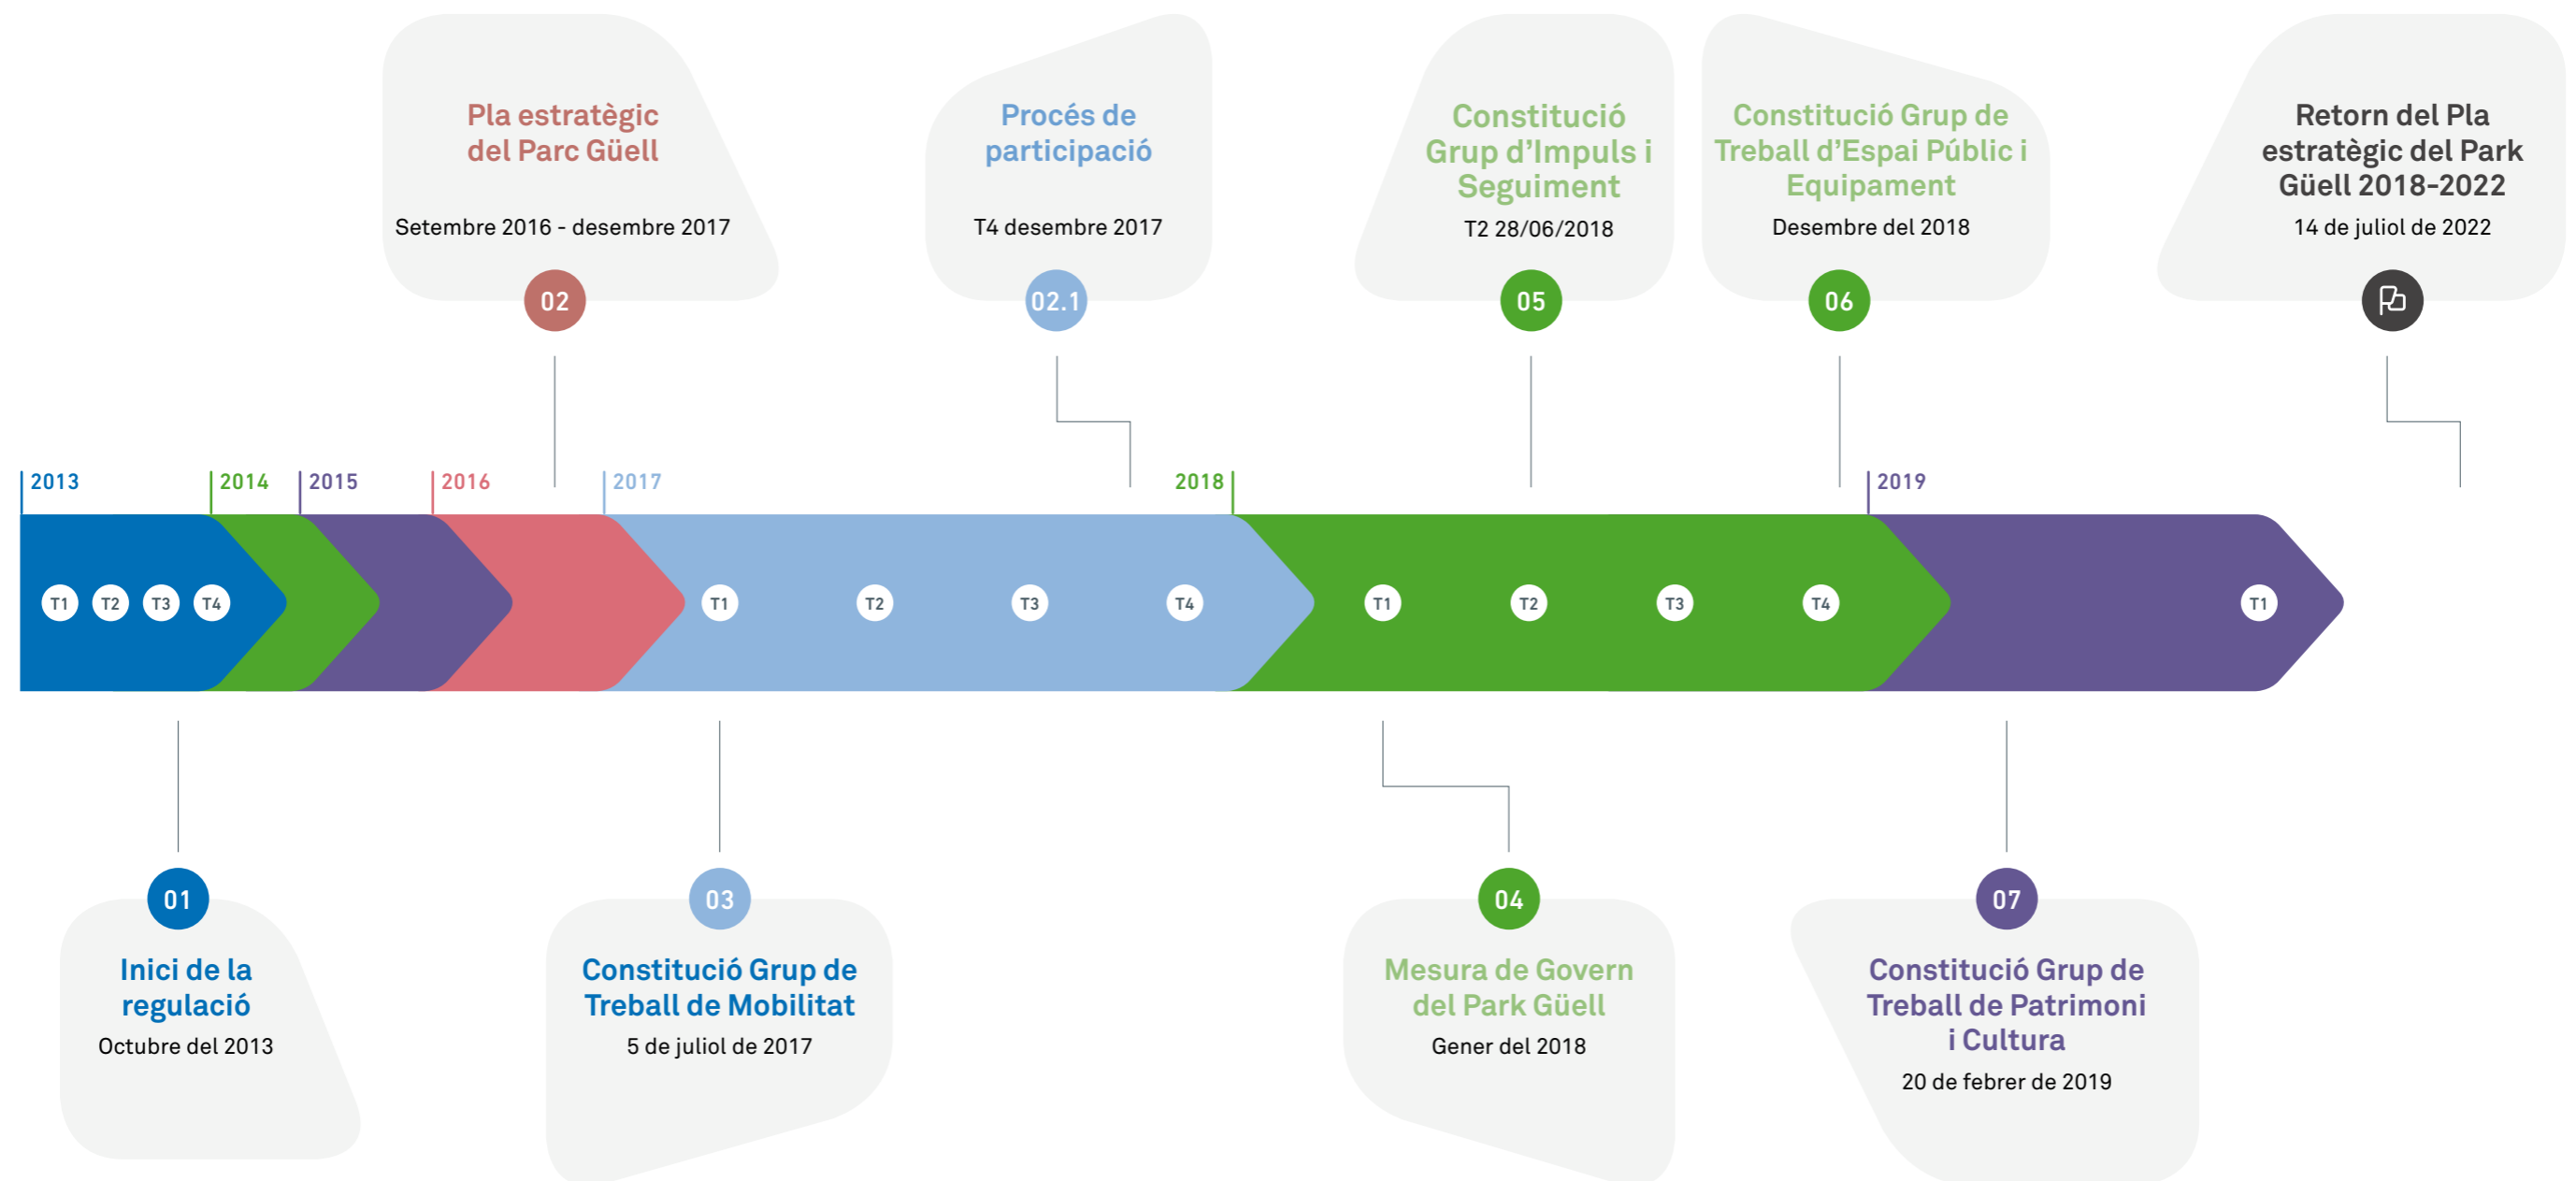 Pla estratègic
del Parc Güell
Setembre 2016 - desembre 2017
02
Procés de
participació
T4 desembre 2017
02.1
Constitució
Grup d'Impuls i
Seguiment
T2 28/06/2018
05
Constitució Grup de
Treball d'Espai Públic i
Equipament
Desembre del 2018
06
Retorn del Pla
estratègic del Park
Güell 2018-2022
14 de juliol de 2022
2013
2014
2015
2016
2017
2018
2019
T1 T2 T3 T4
T1 T2 T3 T4
T1 T2 T3 T4
T1
01
Inici de la
regulació
Octubre del 2013
03
Constitució Grup de
Treball de Mobilitat
5 de juliol de 2017
04
Mesura de Govern
del Park Güell
Gener del 2018
07
Constitució Grup de
Treball de Patrimoni
i Cultura
20 de febrer de 2019